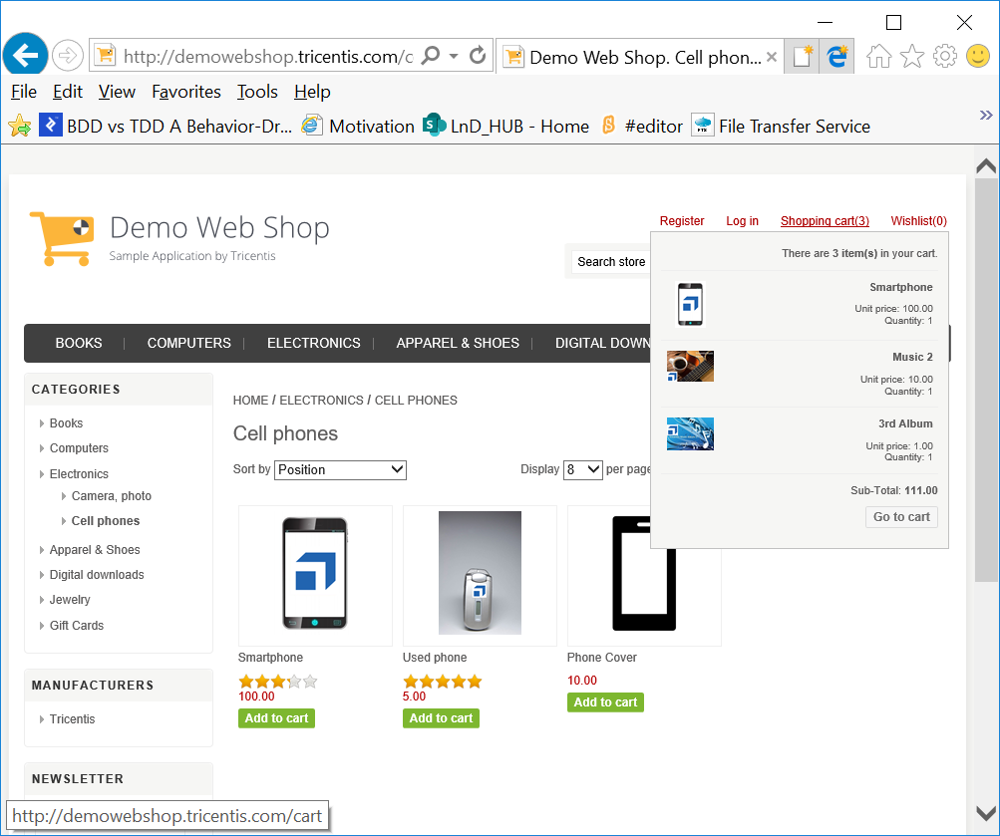 http://demowebshop.tricentis.com/c
Demo Web Shop. Cell phon...
File Edit View Favorites Tools Help
BDD vs TDD A Behavior-Dr... Motivation LnD_HUB - Home #editor File Transfer Service
Register Log in Shopping cart(3) Wishlist(0)
Demo Web Shop
Sample Application by Tricentis
Search store
There are 3 item(s) in your cart.
Smartphone
Unit price: 100.00
Quantity: 1
Music 2
Unit price: 10.00
Quantity: 1
3rd Album
Unit price: 1.00
Quantity: 1
Sub-Total: 111.00
Go to cart
BOOKS COMPUTERS ELECTRONICS APPAREL & SHOES DIGITAL DOWN
CATEGORIES
Books
Computers
Electronics
Camera, photo
Cell phones
Apparel & Shoes
Digital downloads
Jewelry
Gift Cards
MANUFACTURERS
Tricentis
NEWSLETTER
HOME / ELECTRONICS / CELL PHONES
Cell phones
Sort by Position Display 8 per page
Smartphone
100.00
Add to cart
Used phone
5.00
Add to cart
Phone Cover
10.00
Add to cart
http://demowebshop.tricentis.com/cart